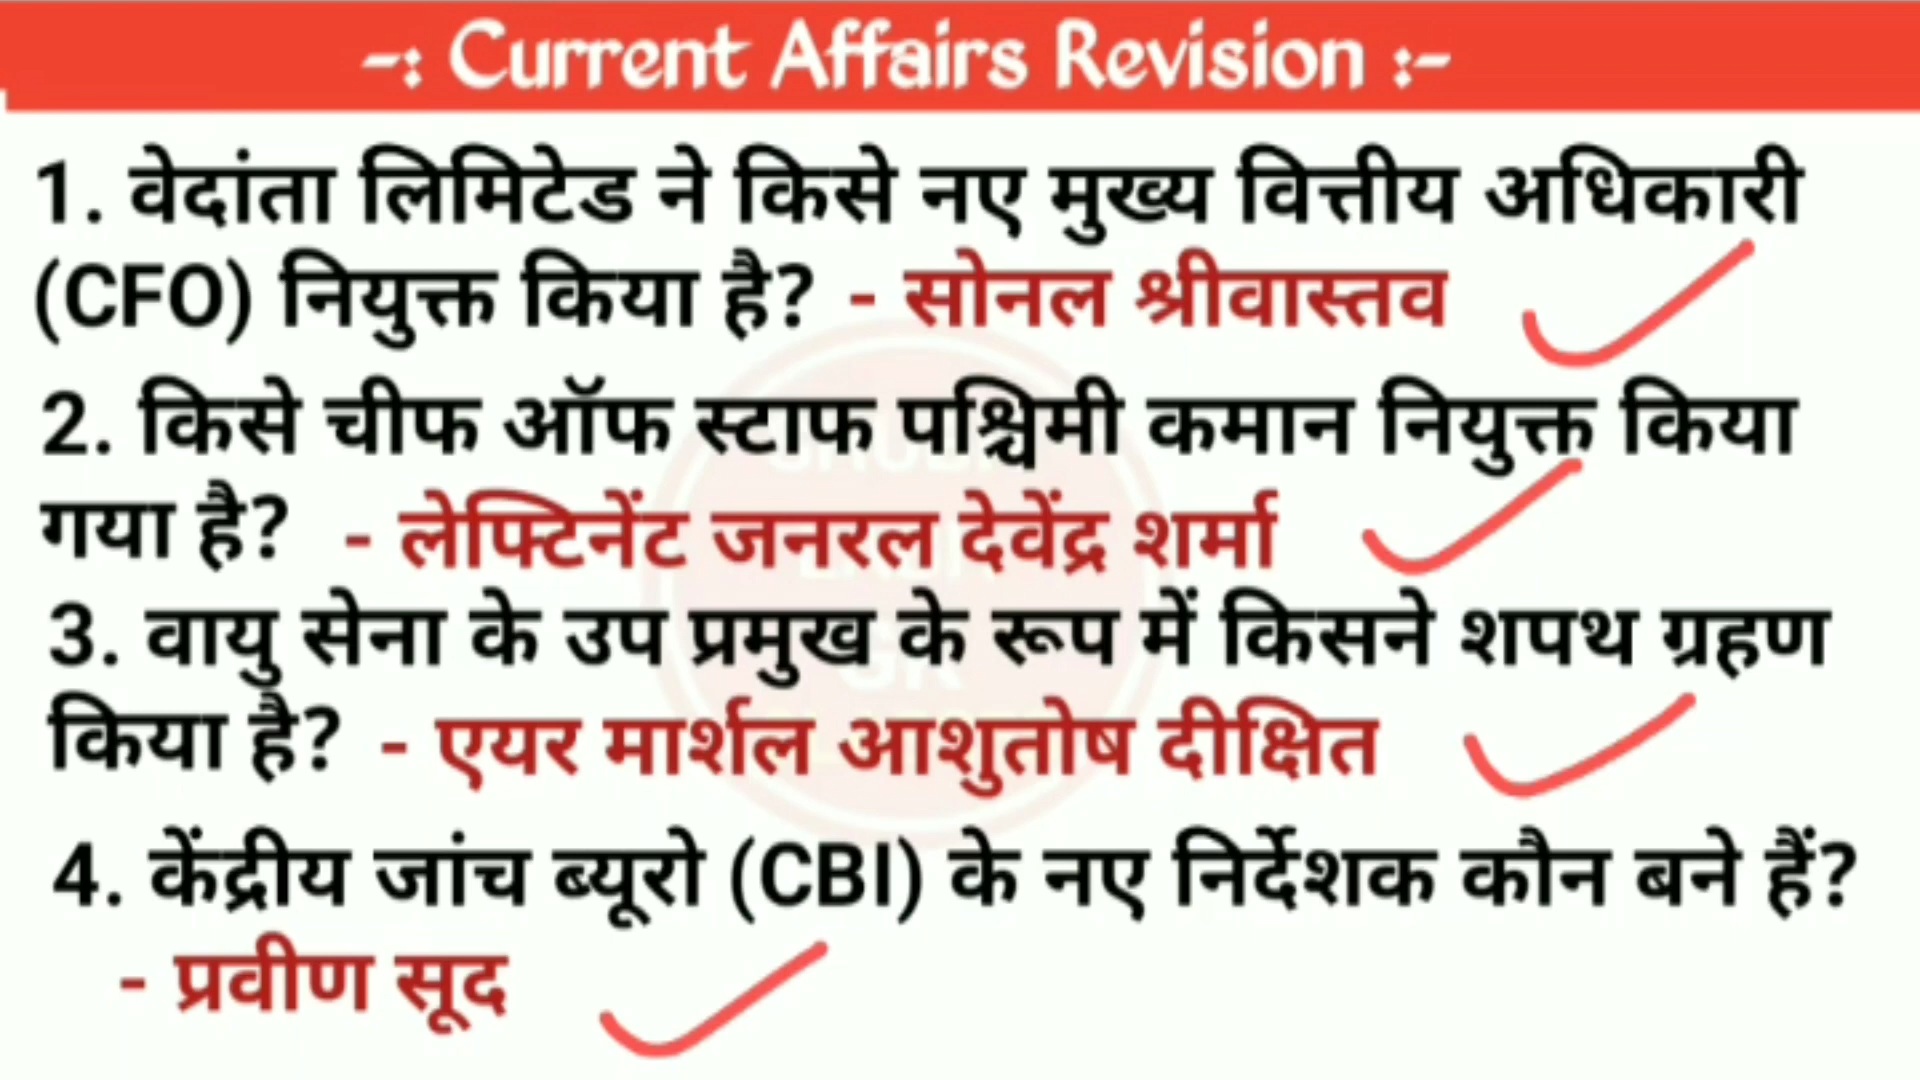 -: Current Affairs Revision :-
1. वेदांता लिमिटेड ने किसे नए मुख्य वित्तीय अधिकारी
(CFO) नियुक्त किया है? - सोनल श्रीवास्तव
2. किसे चीफ ऑफ स्टाफ पश्चिमी कमान नियुक्त किया
गया है? - लेफ्टिनेंट जनरल देवेंद्र शर्मा
3. वायु सेना के उप प्रमुख के रूप में किसने शपथ ग्रहण
किया है? - एयर मार्शल आशुतोष दीक्षित
4. केंद्रीय जांच ब्यूरो (CBI) के नए निर्देशक कौन बने हैं?
- प्रवीण सूद